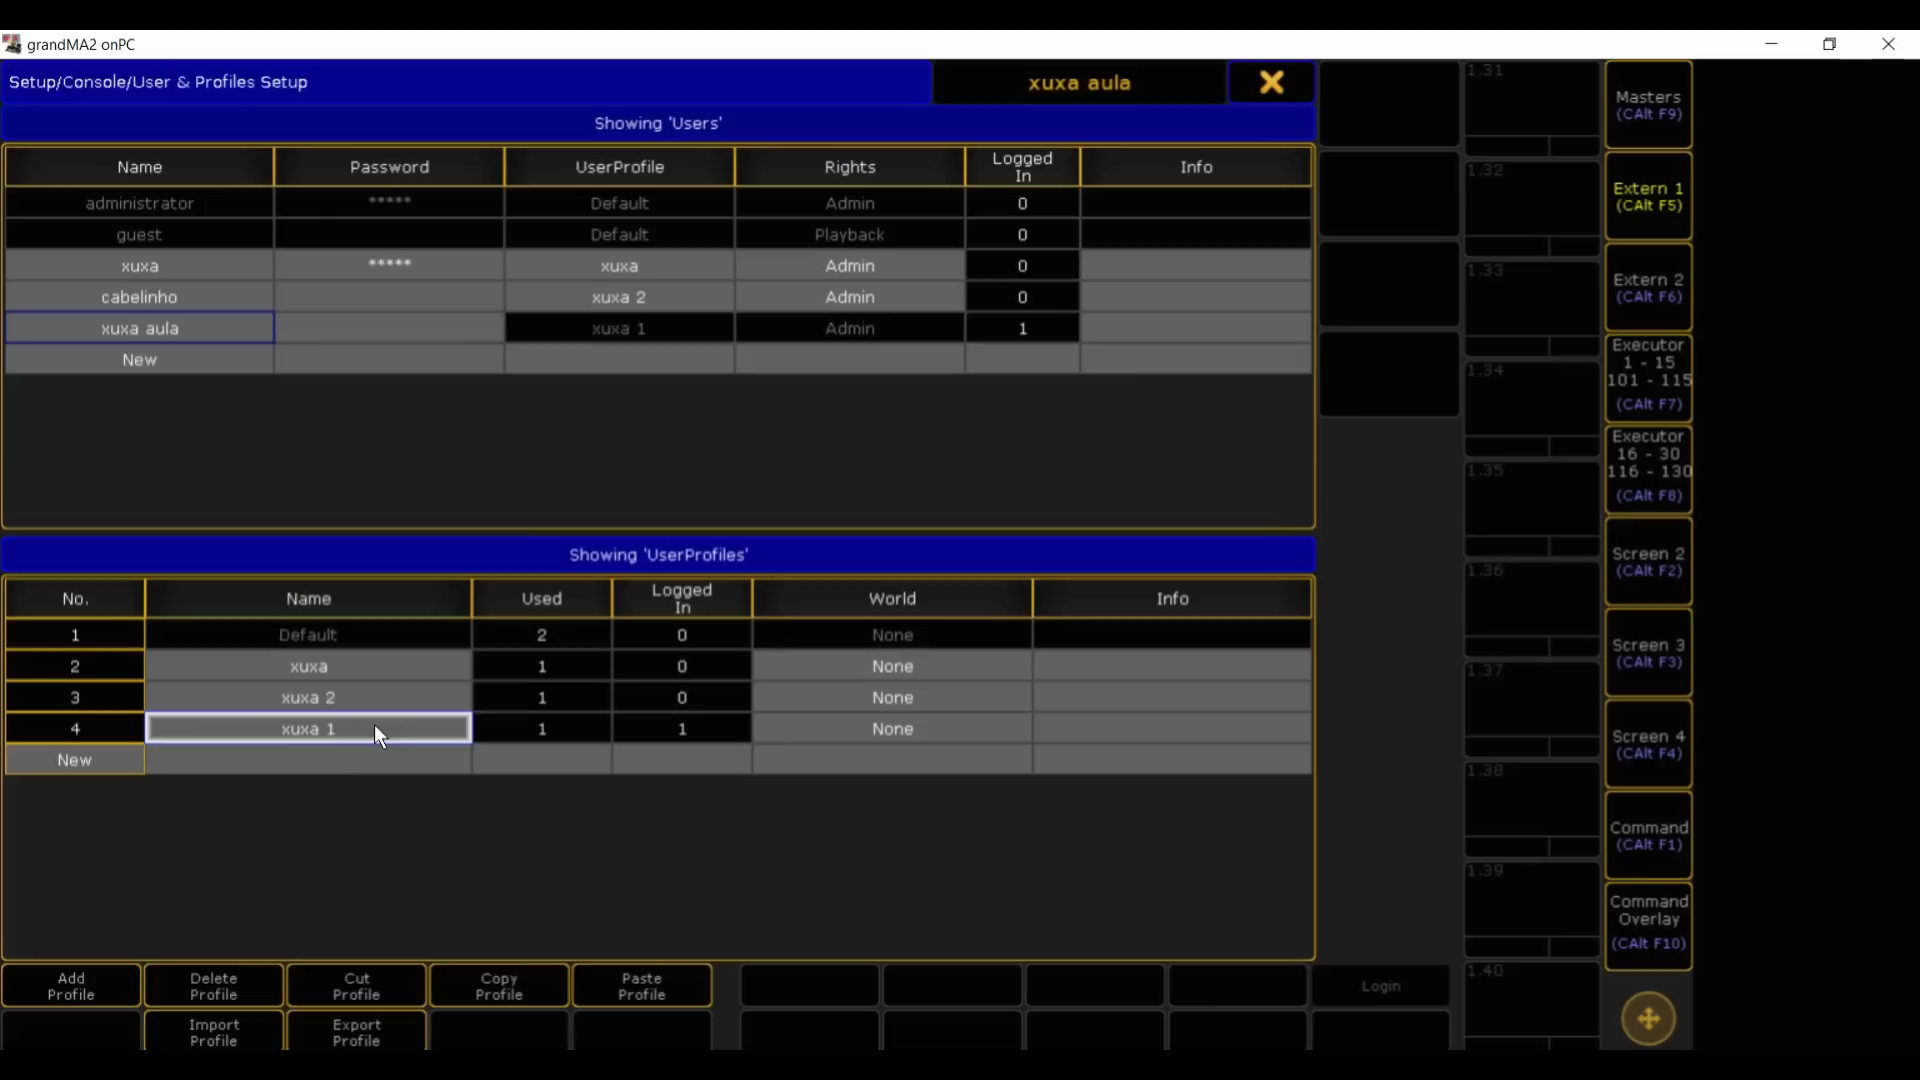 grandMA2 onPC
Setup/Console/User & Profiles Setup
xuxa aula
Showing 'Users'
Name Password UserProfile Rights Logged In Info
administrator ***** Default Admin 0
guest Default Playback 0
xuxa ***** xuxa Admin 0
cabelinho xuxa 2 Admin 0
xuxa aula xuxa 1 Admin 1
New
Showing 'UserProfiles'
No. Name Used Logged In World Info
1 Default 2 0 None
2 xuxa 1 0 None
3 xuxa 2 1 0 None
4 xuxa 1 1 1 None
New
Add Profile
Delete Profile
Cut Profile
Copy Profile
Paste Profile
Login
Import Profile
Export Profile
1.31
1.32
1.33
1.34
1.35
1.36
1.37
1.38
1.39
1.40
Masters
(CAlt F9)
Extern 1
(CAlt F5)
Extern 2
(CAlt F6)
Executor
1 - 15
101 - 115
(CAlt F7)
Executor
16 - 30
116 - 130
(CAlt F8)
Screen 2
(CAlt F2)
Screen 3
(CAlt F3)
Screen 4
(CAlt F4)
Command
(CAlt F1)
Command
Overlay
(CAlt F10)